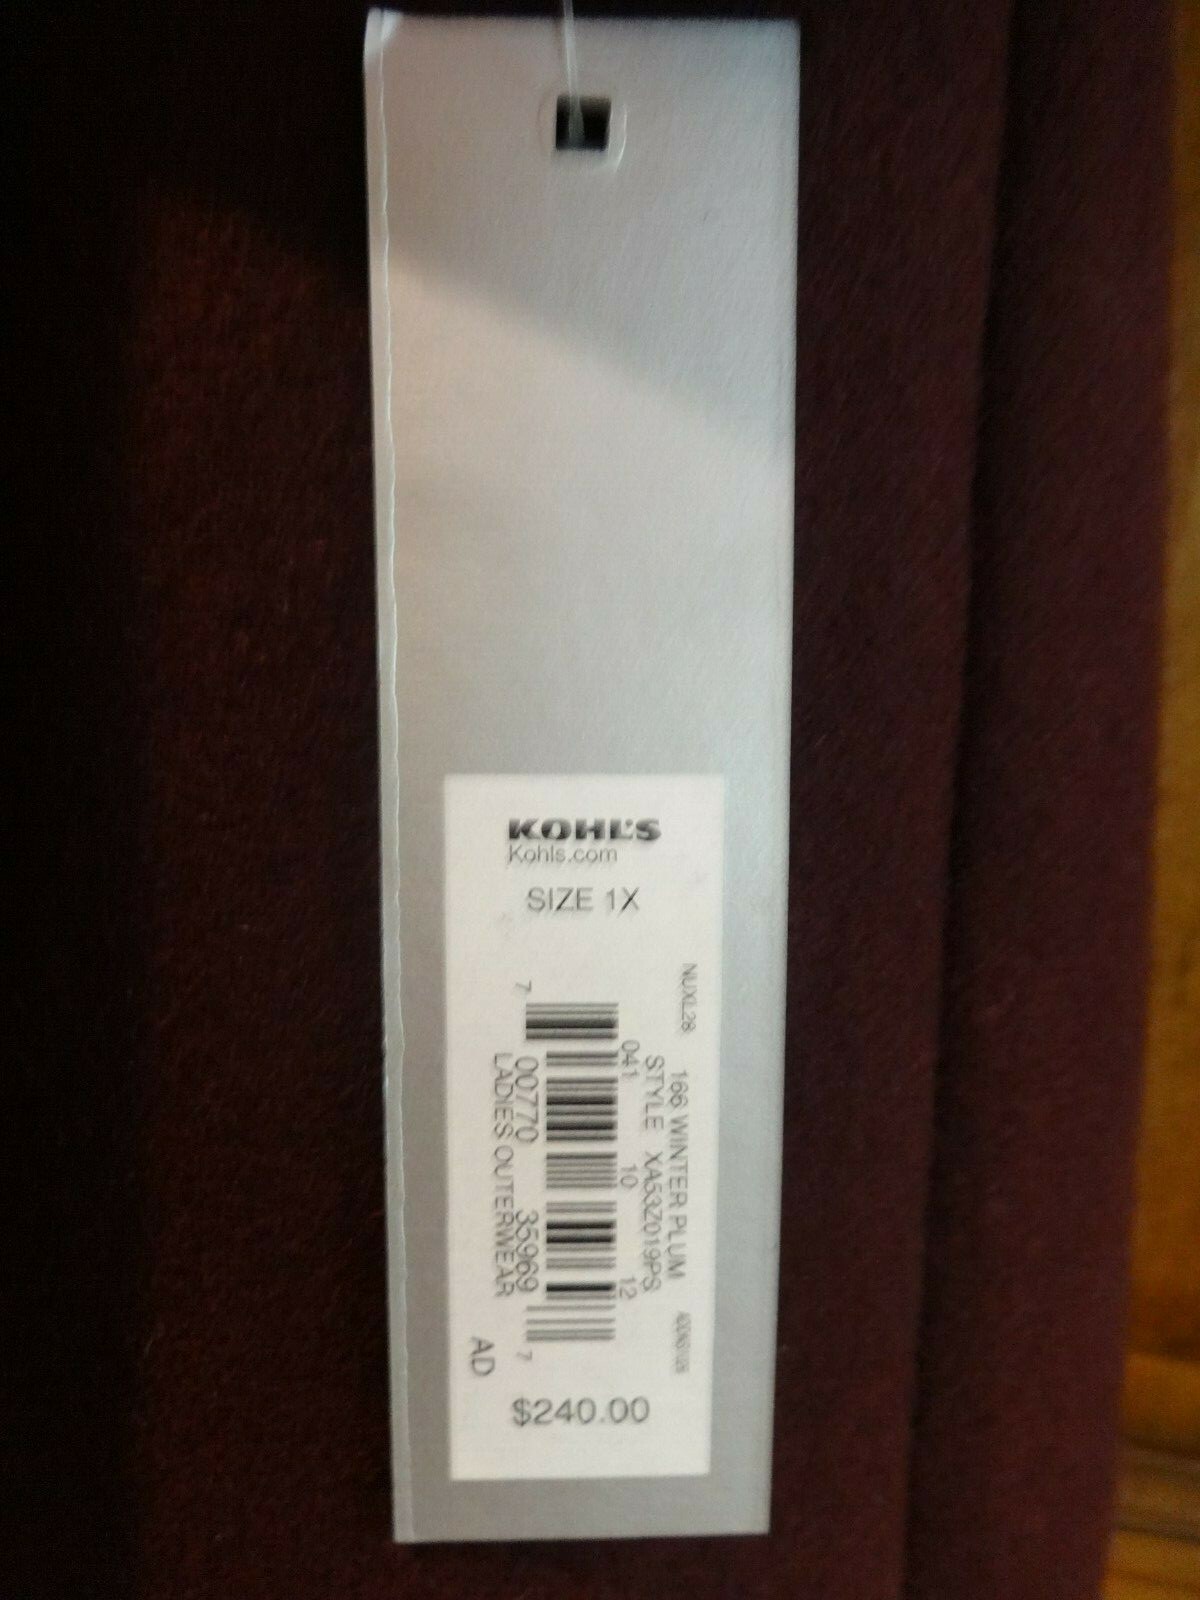 KOHL'S
Kohls.com
SIZE 1X
NUXL28
166 WINTER PLUM
STYLE XA53Z019PS
041 10 12
7 00770 35969 7
LADIES OUTERWEAR
AD
$240.00